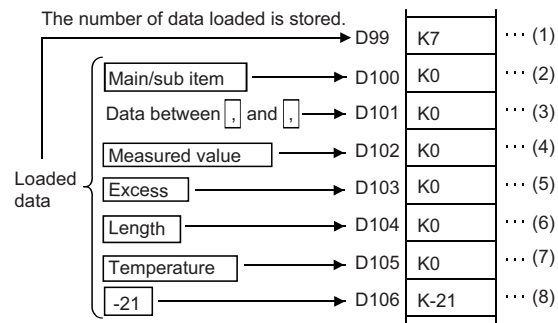 The number of data loaded is stored.
D99 K7 ··· (1)
Main/sub item D100 K0 ··· (2)
Data between , and , D101 K0 ··· (3)
Measured value D102 K0 ··· (4)
Excess D103 K0 ··· (5)
Loaded data
Length D104 K0 ··· (6)
Temperature D105 K0 ··· (7)
-21 D106 K-21 ··· (8)